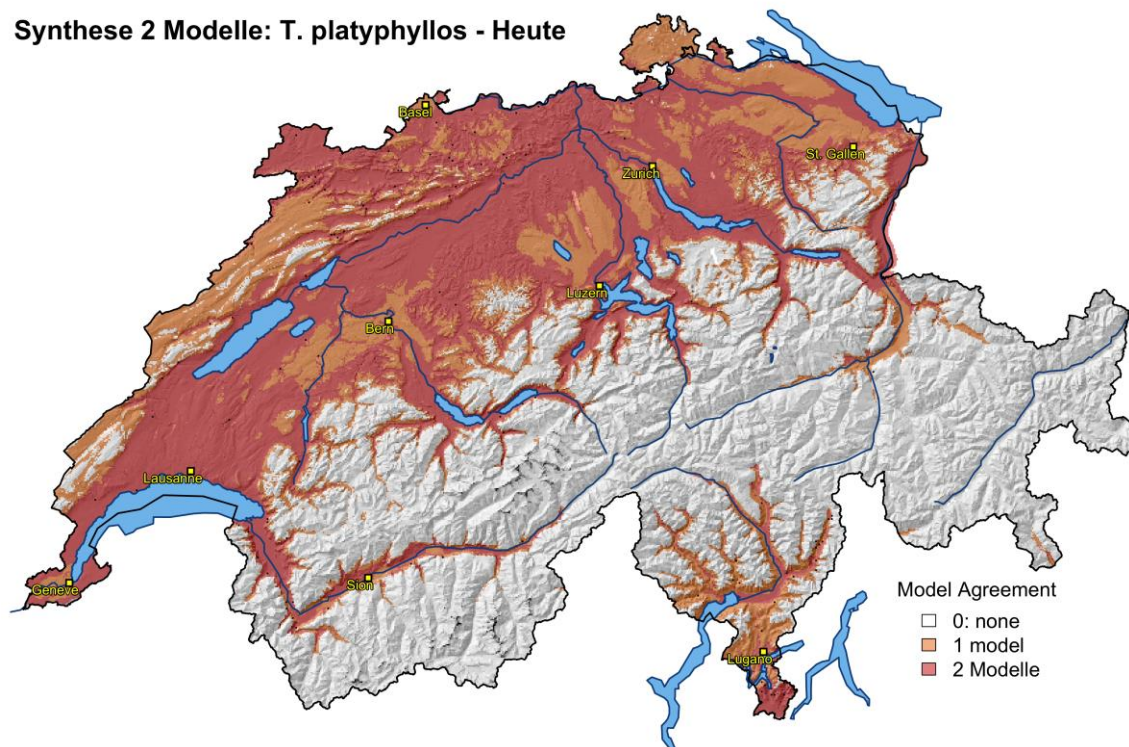 Synthese 2 Modelle: T. platyphyllos - Heute
Basel
St. Gallen
Zurich
Luzern
Bern
Lausanne
Genève
Sion
Lugano
Model Agreement
0: none
1 model
2 Modelle